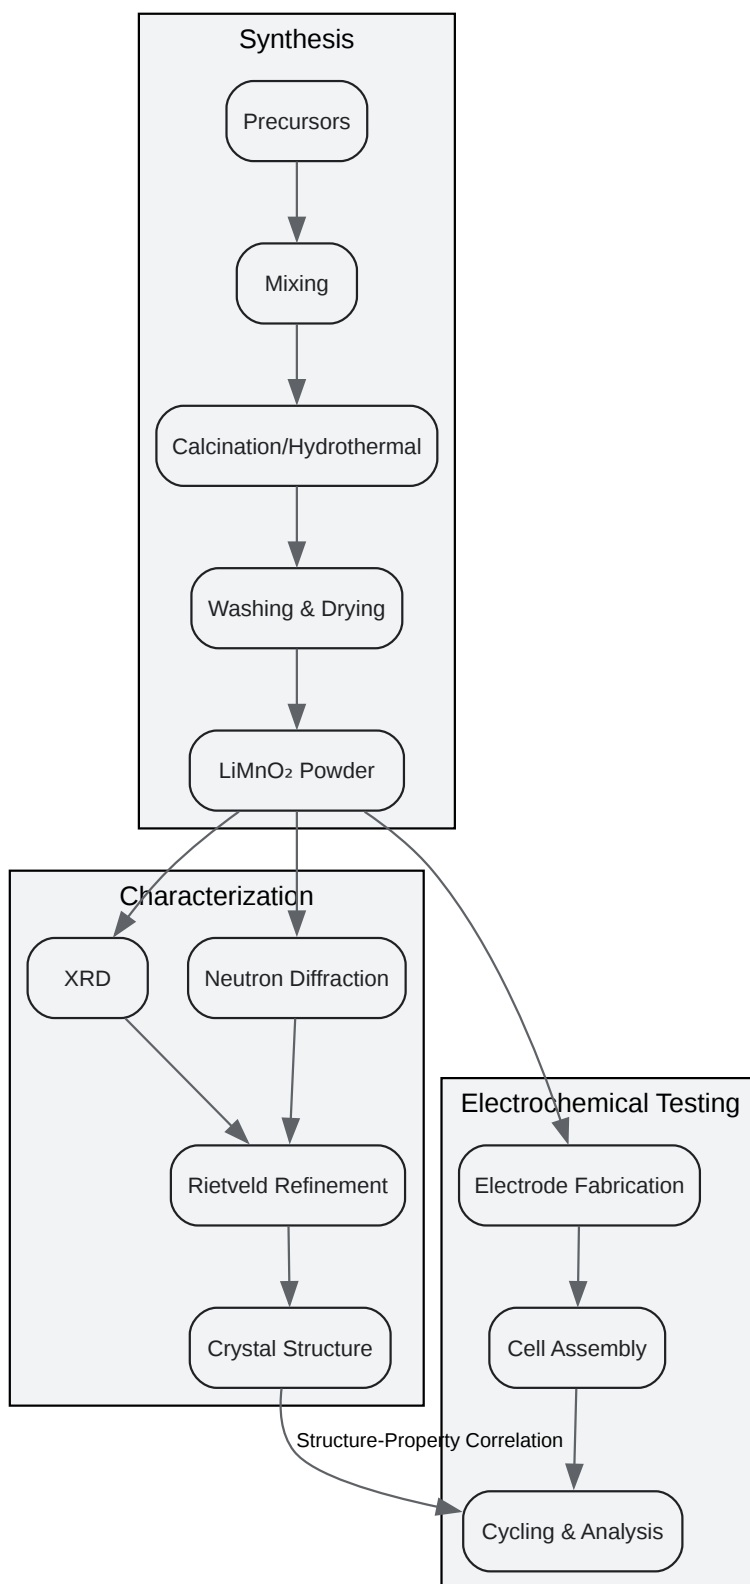 Synthesis
Precursors
Mixing
Calcination/Hydrothermal
Washing & Drying
LiMnO₂ Powder
Characterization
XRD
Neutron Diffraction
Electrochemical Testing
Rietveld Refinement
Electrode Fabrication
Crystal Structure
Cell Assembly
Structure-Property Correlation
Cycling & Analysis